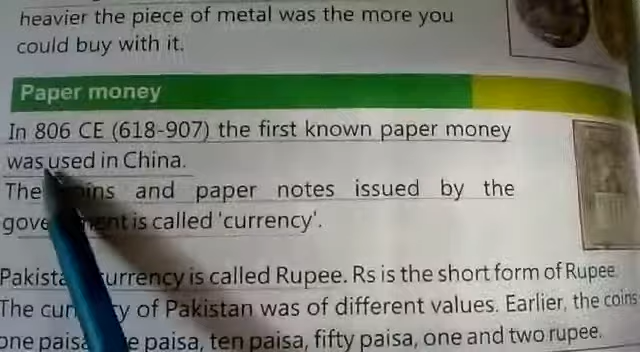 heavier the piece of metal was the more you
could buy with it.
Paper money
In 806 CE (618-907) the first known paper money
was used in China.
The coins and paper notes issued by the
government is called 'currency'.
Pakistan currency is called Rupee. Rs is the short form of Rupee
The currency of Pakistan was of different values. Earlier, the coins
one paisa, paisa, ten paisa, fifty paisa, one and two rupee.